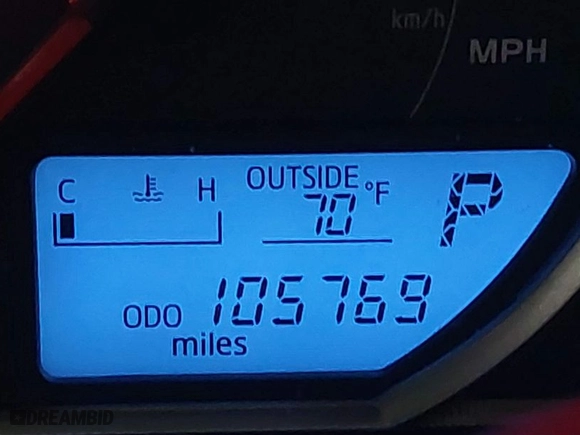 km/h
MPH
C H OUTSIDE °F
70
P
ODO 105769
miles
DREAMBID